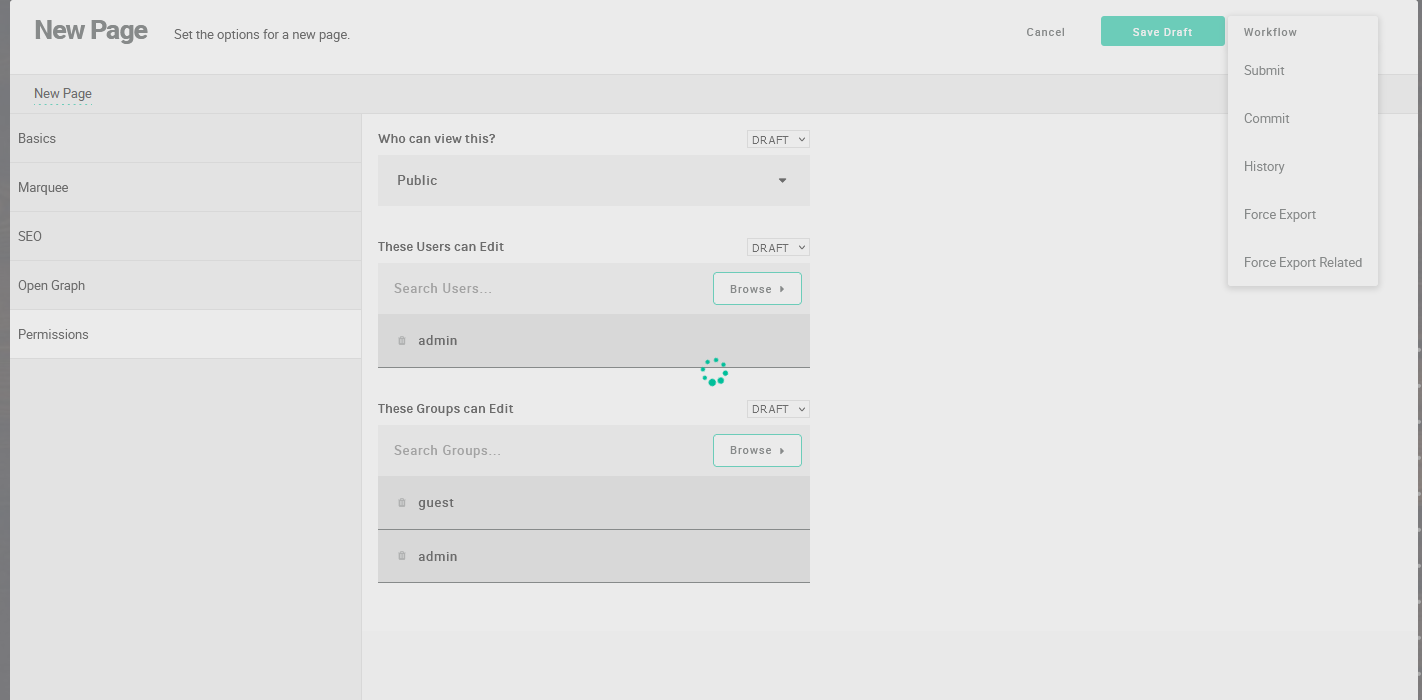 New Page
Set the options for a new page.
Cancel
Save Draft
Workflow
Submit
Commit
History
Force Export
Force Export Related
New Page
Basics
Marquee
SEO
Open Graph
Permissions
Who can view this?
DRAFT
Public
These Users can Edit
DRAFT
Search Users...
Browse
admin
These Groups can Edit
DRAFT
Search Groups...
Browse
guest
admin